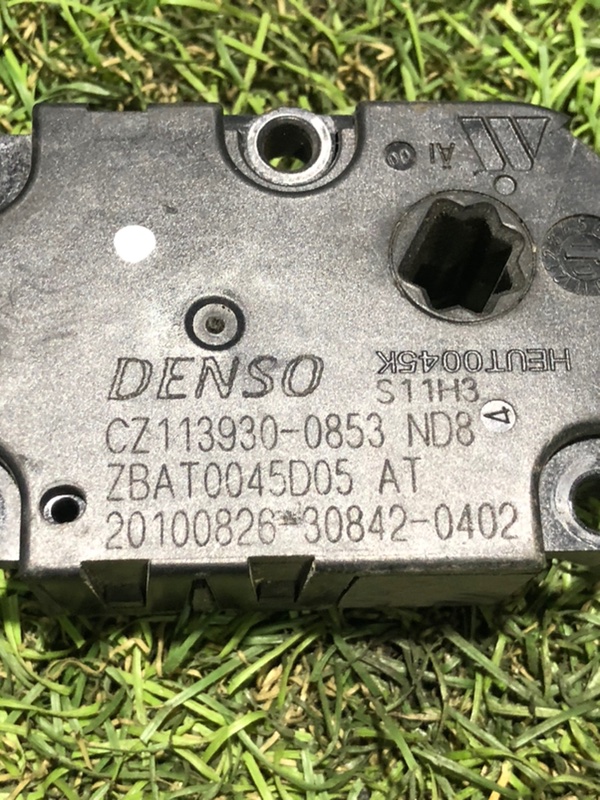 HEUT0045K
DENSO
S11H3
CZ113930-0853 ND8
ZBAT0045D05 AT
20100826-30842-0402